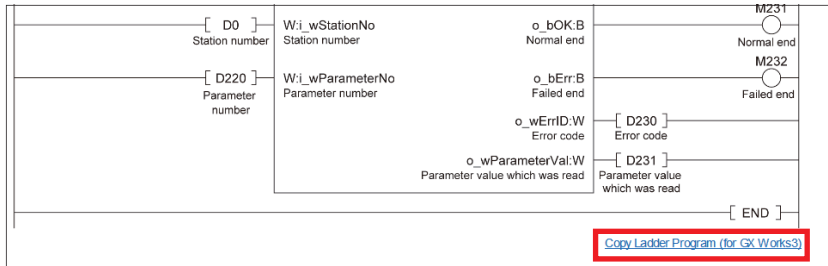 M231
D0 W:i_wStationNo o_bOK:B
Station number Station number Normal end Normal end
M232
D220 W:i_wParameterNo o_bErr:B
Parameter Parameter number Failed end Failed end
number
o_wErrID:W D230
Error code Error code
o_wParameterVal:W D231
Parameter value which was read Parameter value
which was read
END
Copy Ladder Program (for GX Works3)